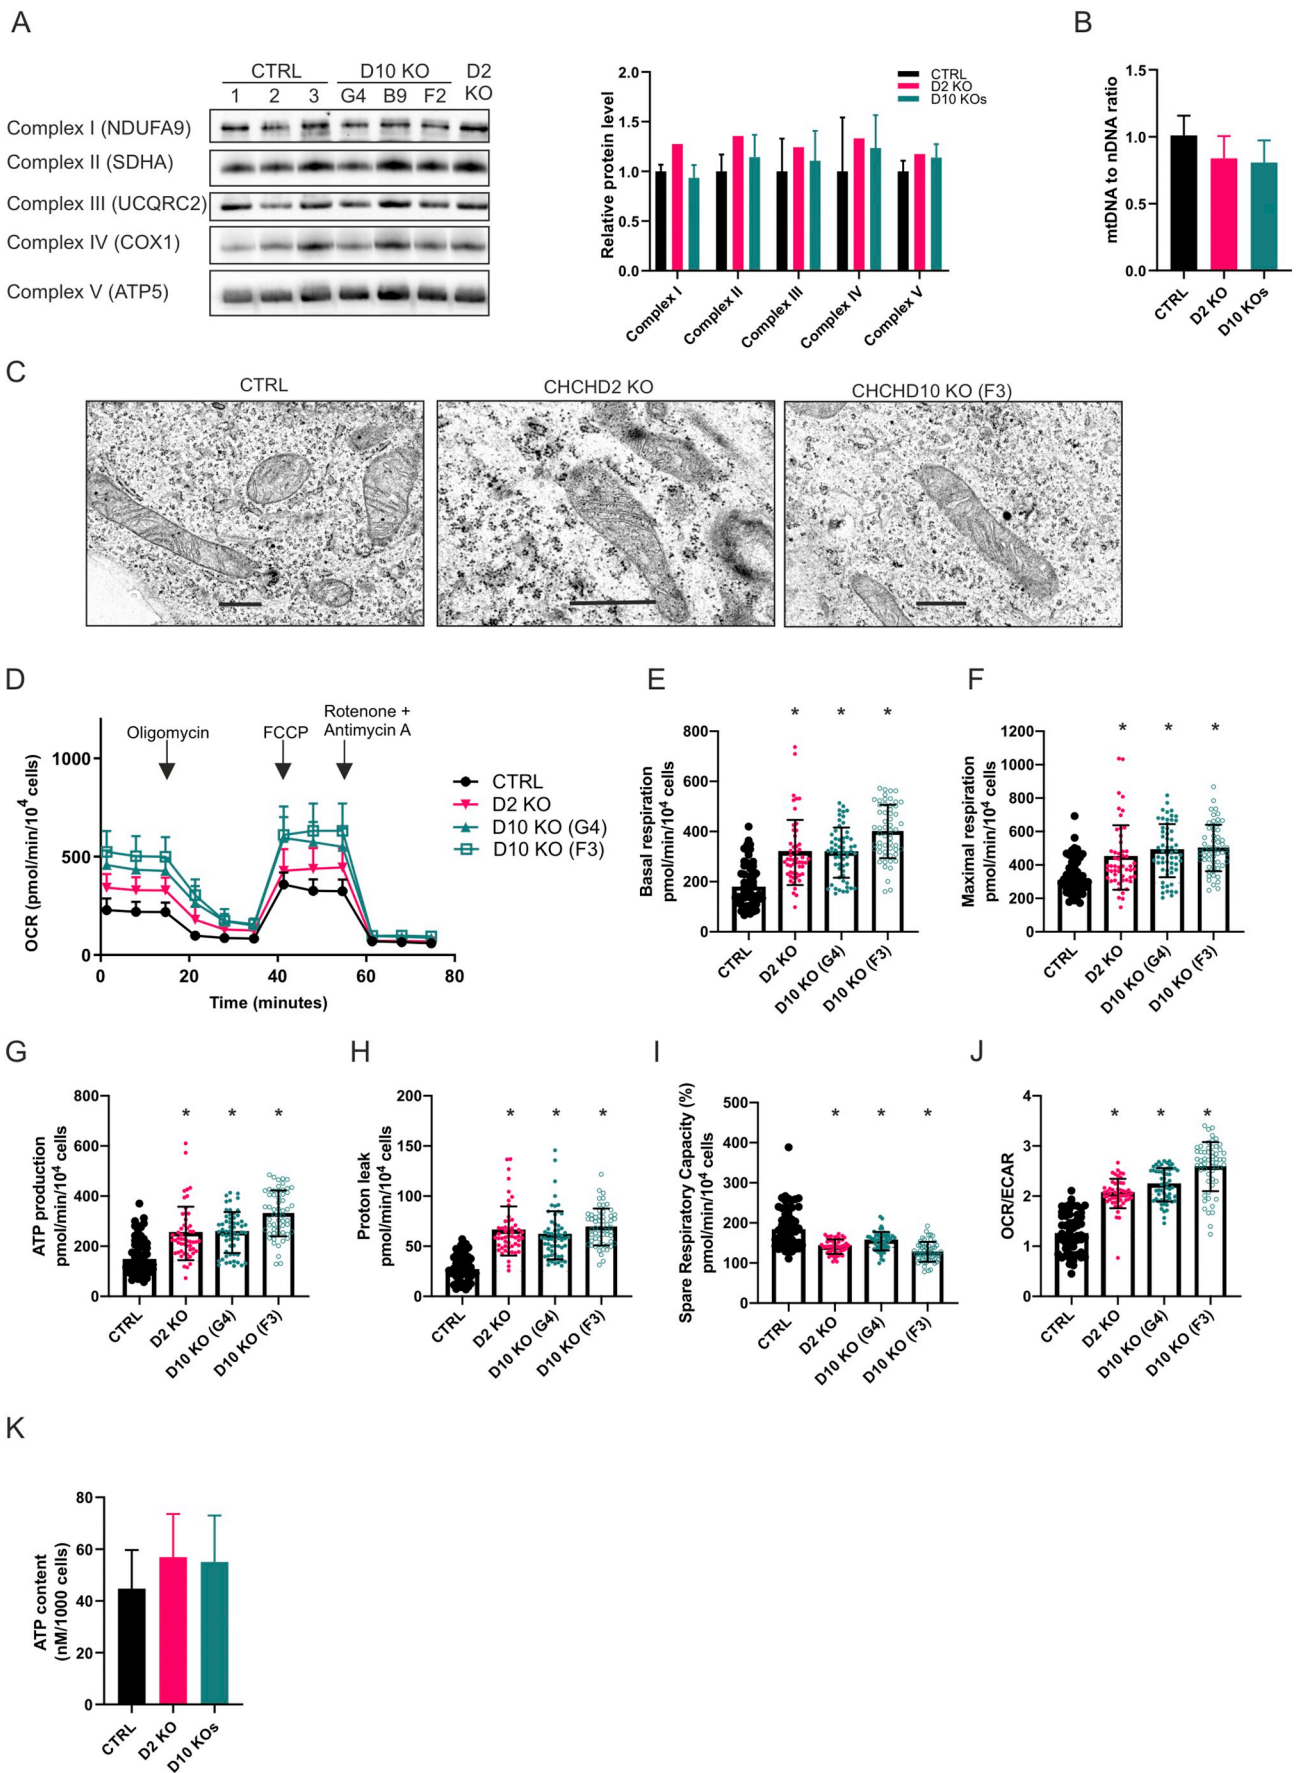 A
CTRL D10 KO D2
1 2 3 G4 B9 F2 KO
Complex I (NDUFA9)
Complex II (SDHA)
Complex III (UCQRC2)
Complex IV (COX1)
Complex V (ATP5)
Relative protein level
2.0
1.5
1.0
0.5
0.0
Complex I
Complex II
Complex III
Complex IV
Complex V
CTRL
D2 KO
D10 KOs
B
mtDNA to nDNA ratio
1.5
1.0
0.5
0.0
CTRL
D2 KO
D10 KOs
C
CTRL
CHCHD2 KO
CHCHD10 KO (F3)
D
OCR (pmol/min/10⁴ cells)
1000
500
0
0 20 40 60 80
Time (minutes)
Oligomycin
FCCP
Rotenone +
Antimycin A
CTRL
D2 KO
D10 KO (G4)
D10 KO (F3)
E
Basal respiration
pmol/min/10⁴ cells
800
600
400
200
0
* * *
CTRL
D2 KO
D10 KO (G4)
D10 KO (F3)
F
Maximal respiration
pmol/min/10⁴ cells
1200
1000
800
600
400
200
0
* * *
CTRL
D2 KO
D10 KO (G4)
D10 KO (F3)
G
ATP production
pmol/min/10⁴ cells
800
600
400
200
0
* * *
CTRL
D2 KO
D10 KO (G4)
D10 KO (F3)
H
Proton leak
pmol/min/10⁴ cells
200
150
100
50
0
* * *
CTRL
D2 KO
D10 KO (G4)
D10 KO (F3)
I
Spare Respiratory Capacity (%)
pmol/min/10⁴ cells
500
400
300
200
100
0
* * *
CTRL
D2 KO
D10 KO (G4)
D10 KO (F3)
J
OCR/ECAR
4
3
2
1
0
* * *
CTRL
D2 KO
D10 KO (G4)
D10 KO (F3)
K
ATP content
(nM/1000 cells)
80
60
40
20
0
CTRL
D2 KO
D10 KOs